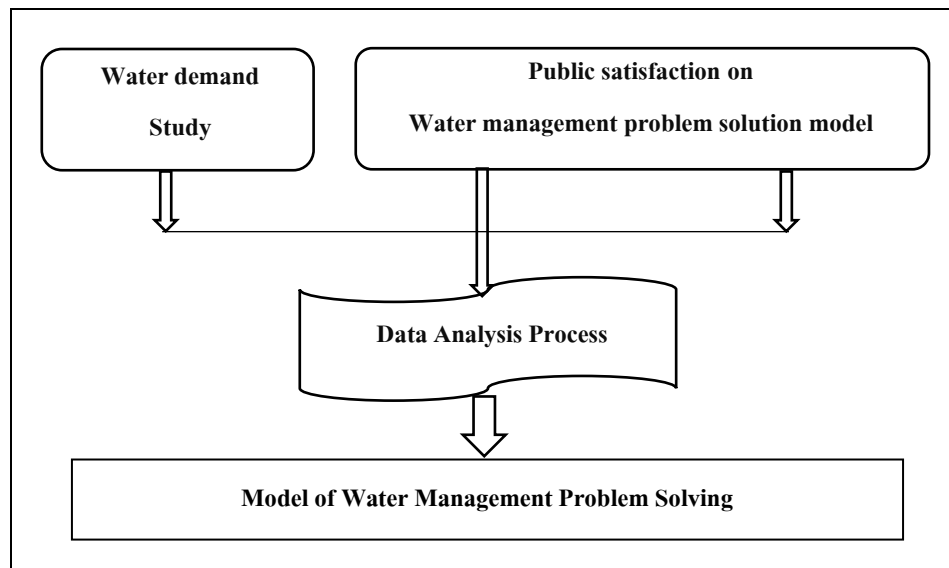 Water demand
Study
Public satisfaction on
Water management problem solution model
Data Analysis Process
Model of Water Management Problem Solving